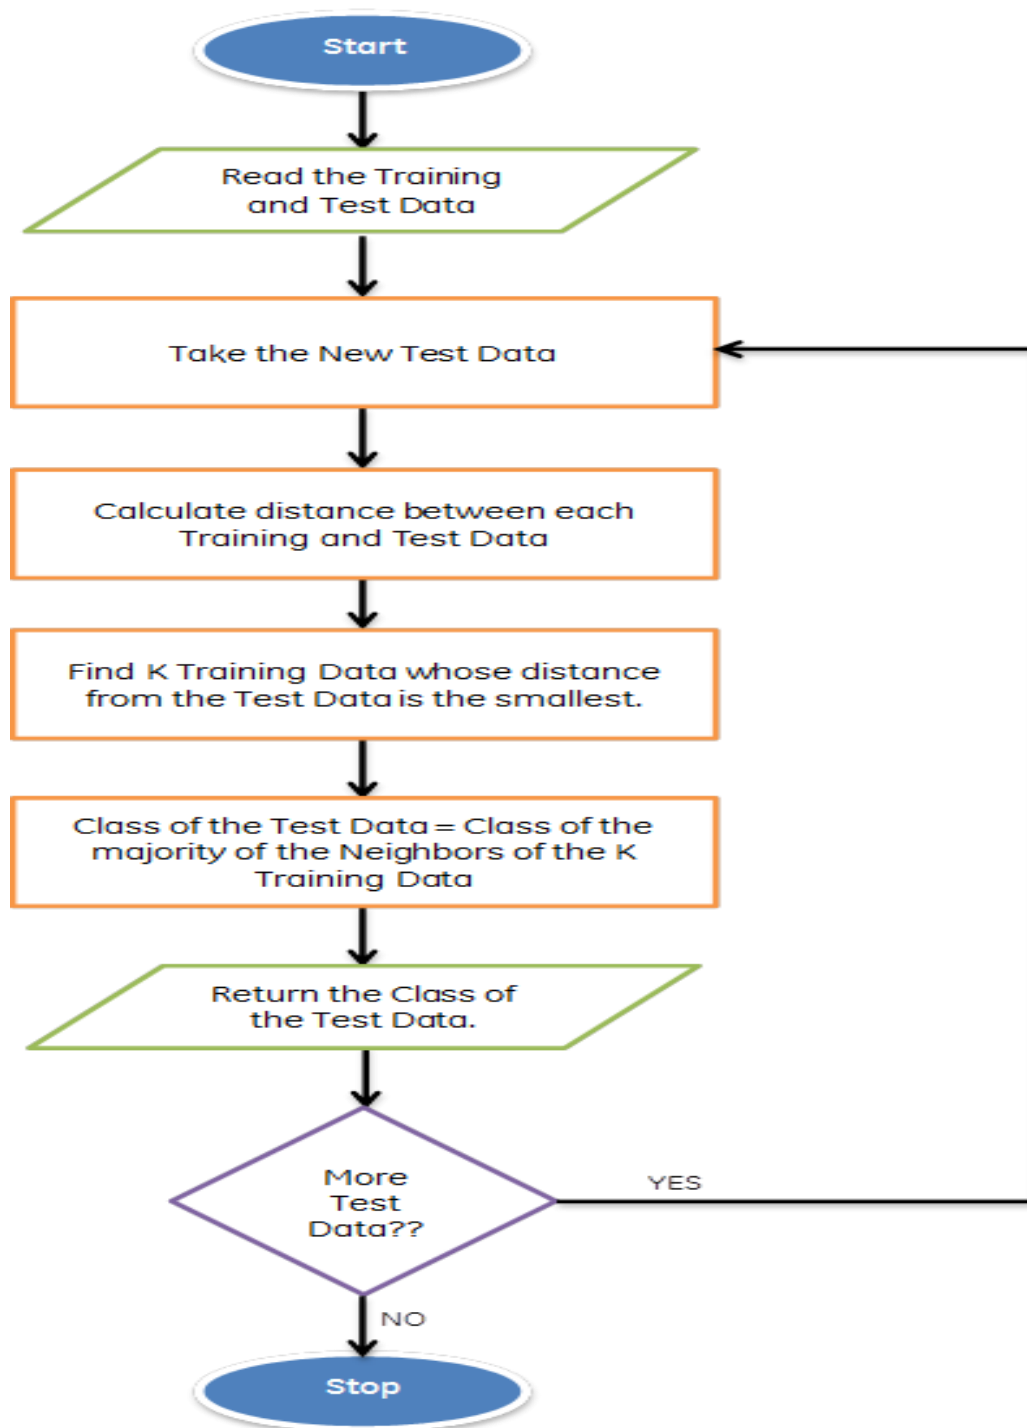 Start
Read the Training
and Test Data
Take the New Test Data
Calculate distance between each
Training and Test Data
Find K Training Data whose distance
from the Test Data is the smallest.
Class of the Test Data = Class of the
majority of the Neighbors of the K
Training Data
Return the Class of
the Test Data.
More
Test
Data??
YES
NO
Stop